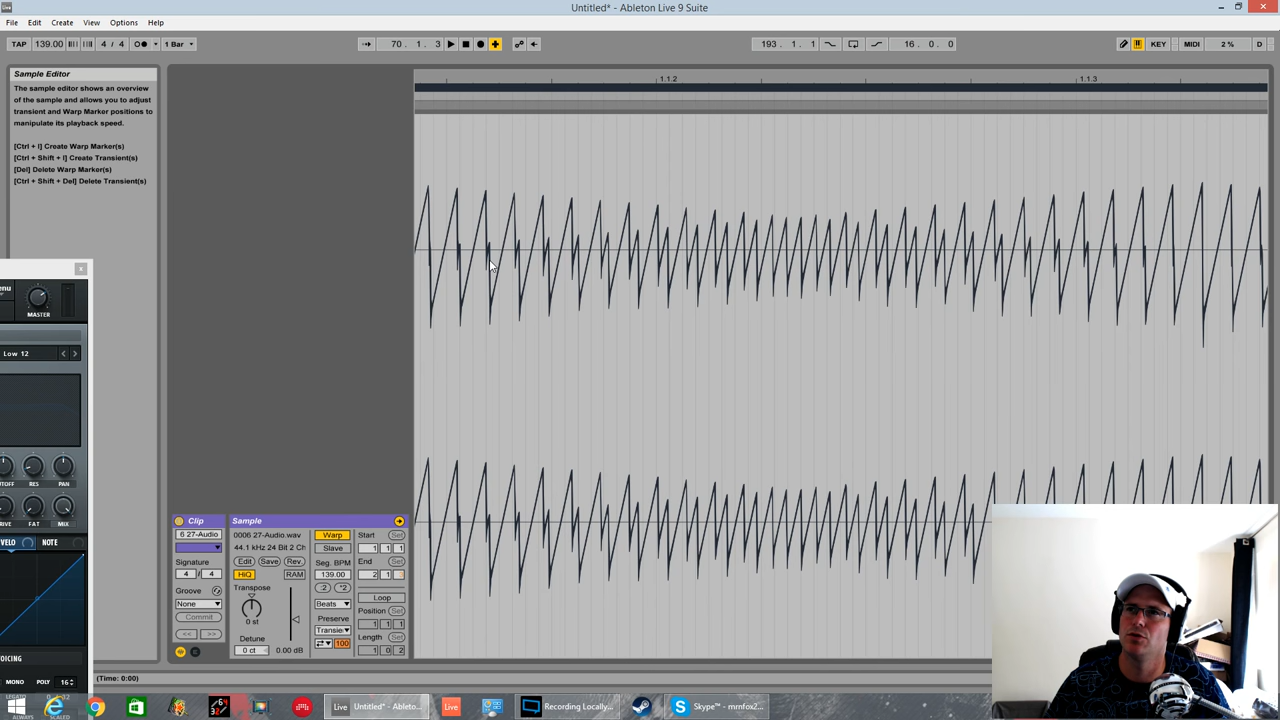 Untitled* - Ableton Live 9 Suite
File Edit Create View Options Help
TAP 139.00 4 / 4 1 Bar 70 . 1 . 3 193 . 1 . 1 16 . 0 . 0 KEY MIDI 2 % D
Sample Editor
The sample editor shows an overview
of the sample and allows you to adjust
transient and Warp Marker positions to
manipulate its playback speed.
[Ctrl + I] Create Warp Marker(s)
[Ctrl + Shift + I] Create Transient(s)
[Del] Delete Warp Marker(s)
[Ctrl + Shift + Del] Delete Transient(s)
1.1.2 1.1.3
MASTER
Low 12
RES PAN
FAT MIX
VELO NOTE
MONO POLY 16
Clip
6 27-Audio
Signature
4 / 4
Groove
None
Commit
<< >>
Sample
0006 27-Audio.wav
44.1 kHz 24 Bit 2 Ch
Edit Save Rev.
HiQ RAM
Transpose
0 st
Detune
0 ct 0.00 dB
Warp
Slave
Seg. BPM
139.00
:2 *2
Beats
Preserve
Transie
100
Start Set
1 1 1
End Set
2 1
Loop
Position Set
1 1 1
Length Set
1 0 2
(Time: 0:00)
Live Untitled* - Ableto... Live Recording Locally... Skype™ - mrnfox2...